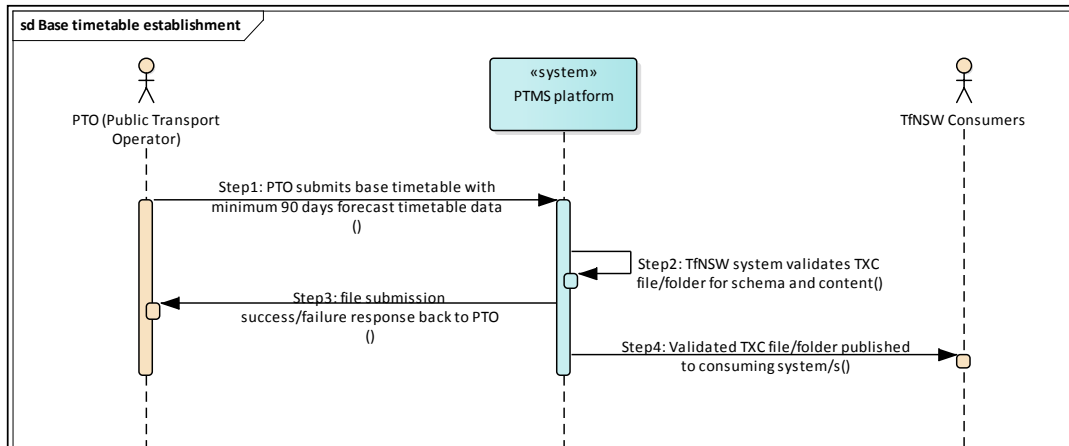 sd Base timetable establishment
PTO (Public Transport
Operator)
«system»
PTMS platform
TfNSW Consumers
Step1: PTO submits base timetable with
minimum 90 days forecast timetable data
()
Step2: TfNSW system validates TXC
file/folder for schema and content()
Step3: file submission
success/failure response back to PTO
()
Step4: Validated TXC file/folder published
to consuming system/s()